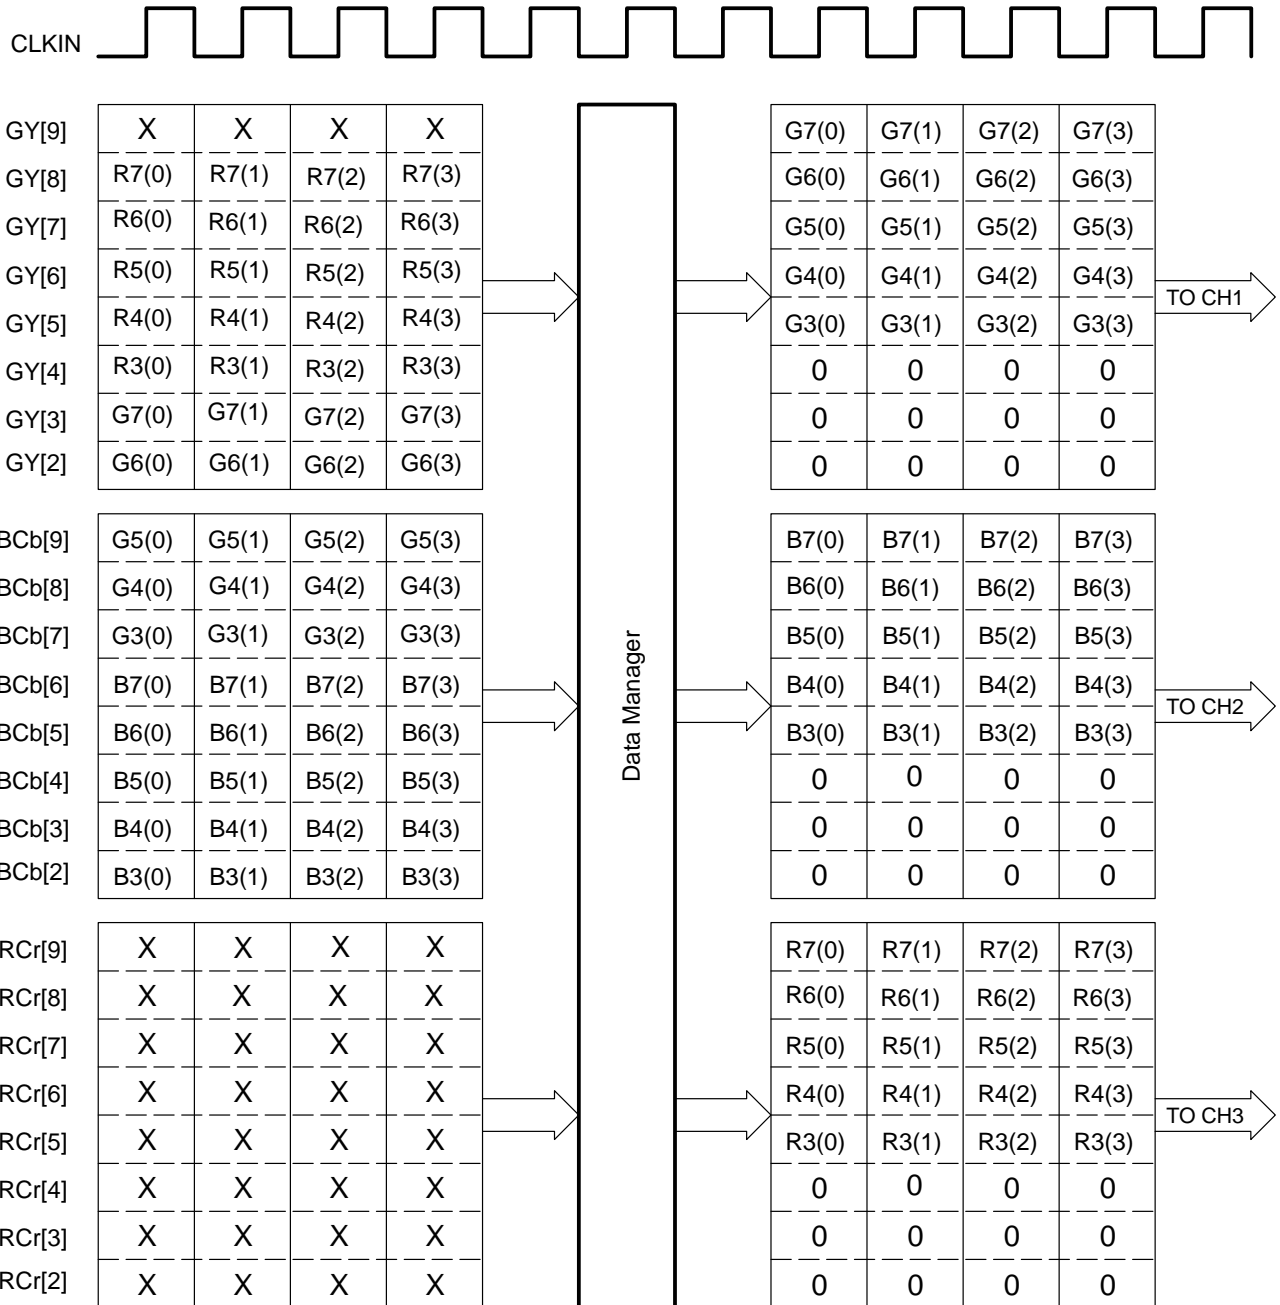 CLKIN
GY[9] X X X X G7(0) G7(1) G7(2) G7(3)
GY[8] R7(0) R7(1) R7(2) R7(3) G6(0) G6(1) G6(2) G6(3)
GY[7] R6(0) R6(1) R6(2) R6(3) G5(0) G5(1) G5(2) G5(3)
GY[6] R5(0) R5(1) R5(2) R5(3) G4(0) G4(1) G4(2) G4(3)
TO CH1
GY[5] R4(0) R4(1) R4(2) R4(3) G3(0) G3(1) G3(2) G3(3)
GY[4] R3(0) R3(1) R3(2) R3(3) 0 0 0 0
GY[3] G7(0) G7(1) G7(2) G7(3) 0 0 0 0
GY[2] G6(0) G6(1) G6(2) G6(3) 0 0 0 0
BCb[9] G5(0) G5(1) G5(2) G5(3) B7(0) B7(1) B7(2) B7(3)
BCb[8] G4(0) G4(1) G4(2) G4(3) B6(0) B6(1) B6(2) B6(3)
BCb[7] G3(0) G3(1) G3(2) G3(3) B5(0) B5(1) B5(2) B5(3)
BCb[6] B7(0) B7(1) B7(2) B7(3) B4(0) B4(1) B4(2) B4(3)
Data Manager
TO CH2
BCb[5] B6(0) B6(1) B6(2) B6(3) B3(0) B3(1) B3(2) B3(3)
BCb[4] B5(0) B5(1) B5(2) B5(3) 0 0 0 0
BCb[3] B4(0) B4(1) B4(2) B4(3) 0 0 0 0
BCb[2] B3(0) B3(1) B3(2) B3(3) 0 0 0 0
RCr[9] X X X X R7(0) R7(1) R7(2) R7(3)
RCr[8] X X X X R6(0) R6(1) R6(2) R6(3)
RCr[7] X X X X R5(0) R5(1) R5(2) R5(3)
RCr[6] X X X X R4(0) R4(1) R4(2) R4(3)
TO CH3
RCr[5] X X X X R3(0) R3(1) R3(2) R3(3)
RCr[4] X X X X 0 0 0 0
RCr[3] X X X X 0 0 0 0
RCr[2] X X X X 0 0 0 0